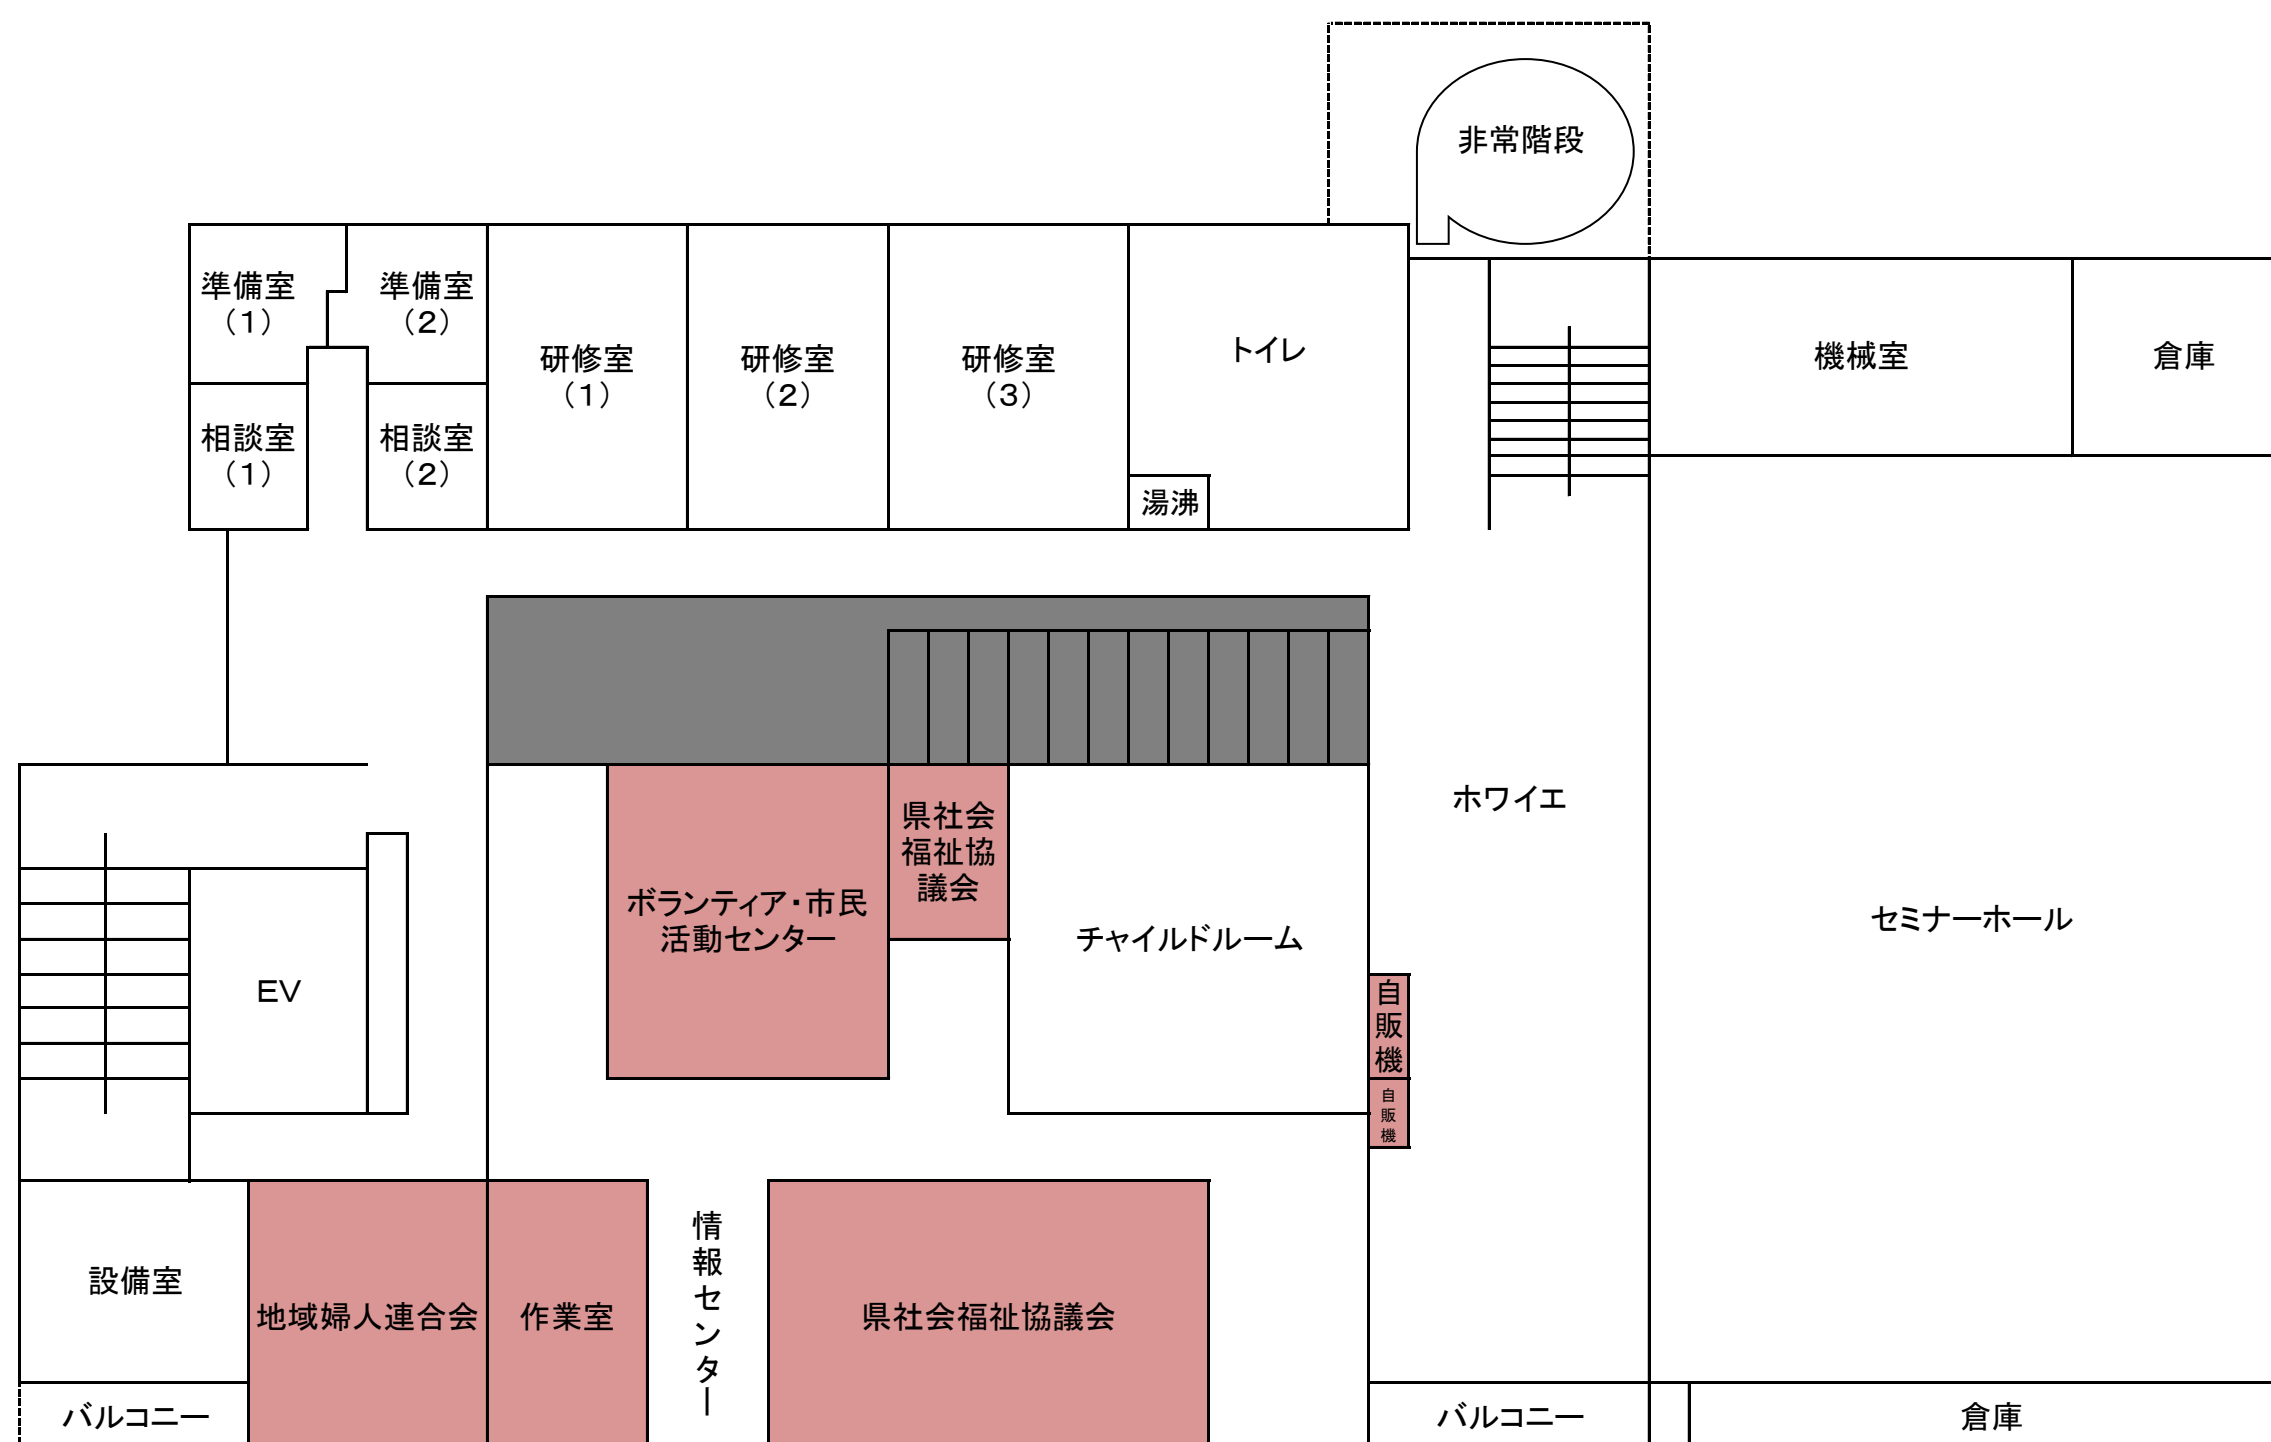 非常階段
準備室
（1）
準備室
（2）
研修室
（1）
研修室
（2）
研修室
（3）
トイレ
機械室
倉庫
相談室
（1）
相談室
（2）
湯沸
ホワイエ
県社会
福祉協
議会
ボランティア・市民
活動センター
チャイルドルーム
セミナーホール
EV
自
販
機
自
販
機
設備室
地域婦人連合会
作業室
情
報
セ
ン
タ
ー
県社会福祉協議会
バルコニー
バルコニー
倉庫